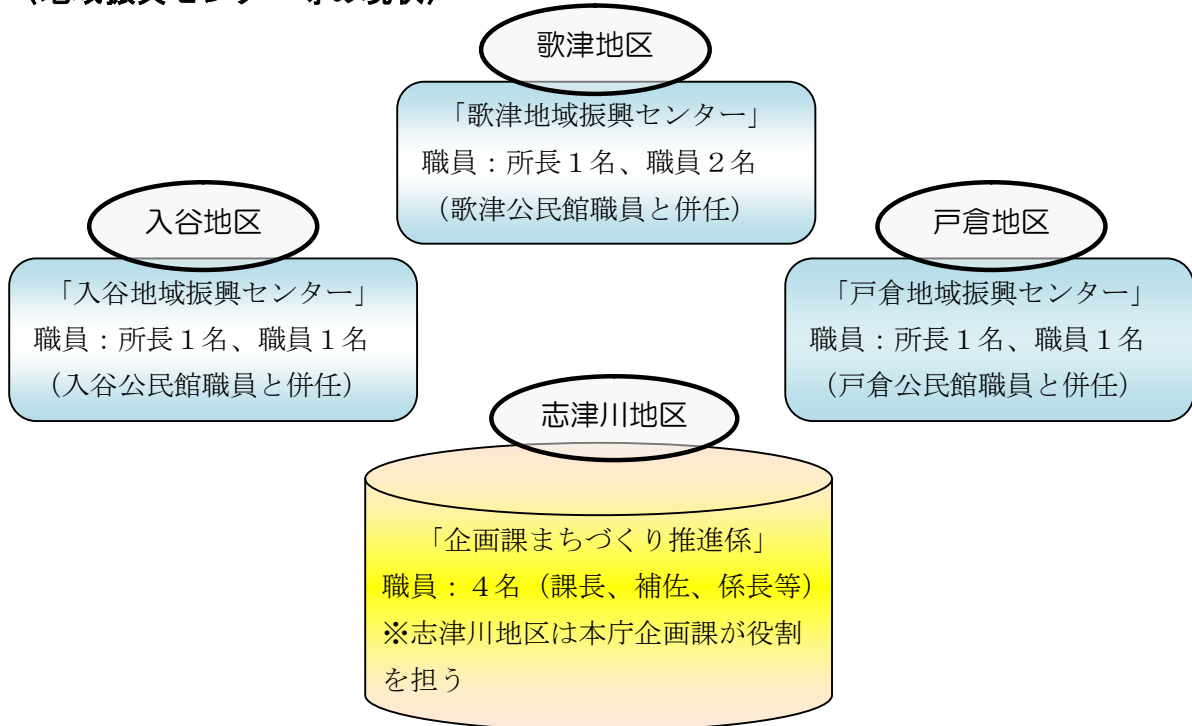 歌津地区
「歌津地域振興センター」
職員：所長１名、職員２名
（歌津公民館職員と併任）
入谷地区
「入谷地域振興センター」
職員：所長１名、職員１名
（入谷公民館職員と併任）
戸倉地区
「戸倉地域振興センター」
職員：所長１名、職員１名
（戸倉公民館職員と併任）
志津川地区
「企画課まちづくり推進係」
職員：４名（課長、補佐、係長等）
※志津川地区は本庁企画課が役割
を担う